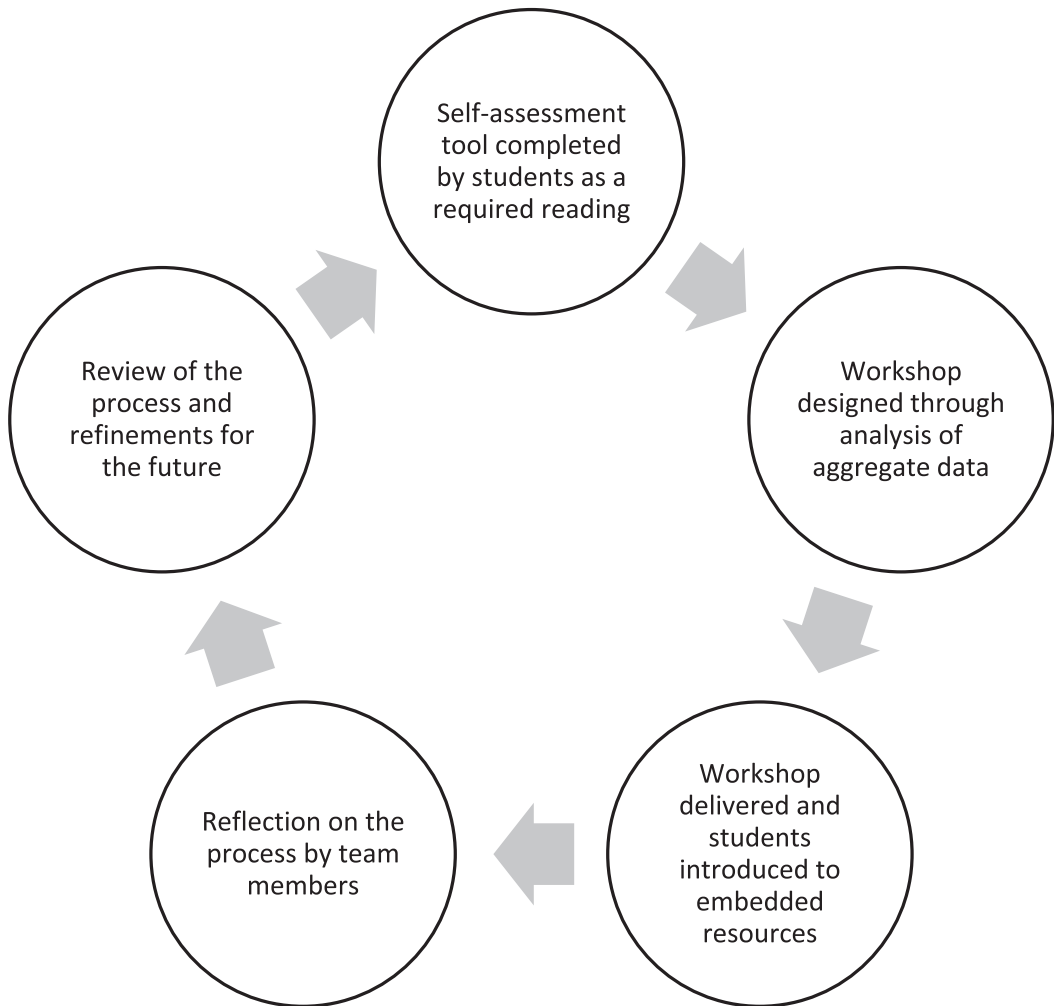 Self-assessment
tool completed
by students as a
required reading
Workshop
designed through
analysis of
aggregate data
Workshop
delivered and
students
introduced to
embedded
resources
Reflection on the
process by team
members
Review of the
process and
refinements for
the future